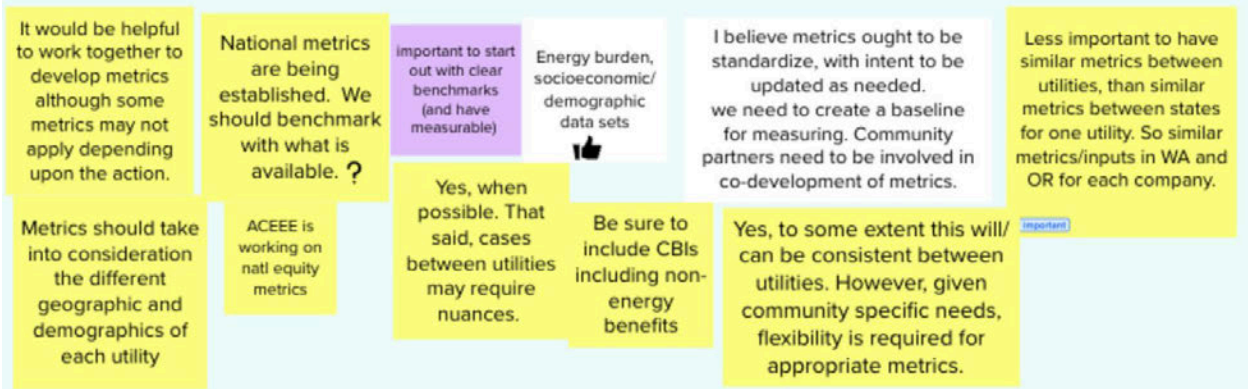 It would be helpful
to work together to
develop metrics
although some
metrics may not
apply depending
upon the action.
National metrics
are being
established. We
should benchmark
with what is
available. ?
important to start
out with clear
benchmarks
(and have
measurable)
Energy burden,
socioeconomic/
demographic
data sets
I believe metrics ought to be
standardize, with intent to be
updated as needed.
we need to create a baseline
for measuring. Community
partners need to be involved in
co-development of metrics.
Less important to have
similar metrics between
utilities, than similar
metrics between states
for one utility. So similar
metrics/inputs in WA and
OR for each company.
important
Metrics should take
into consideration
the different
geographic and
demographics of
each utility
ACEEE is
working on
natl equity
metrics
Yes, when
possible. That
said, cases
between utilities
may require
nuances.
Be sure to
include CBIs
including non-
energy
benefits
Yes, to some extent this will/
can be consistent between
utilities. However, given
community specific needs,
flexibility is required for
appropriate metrics.